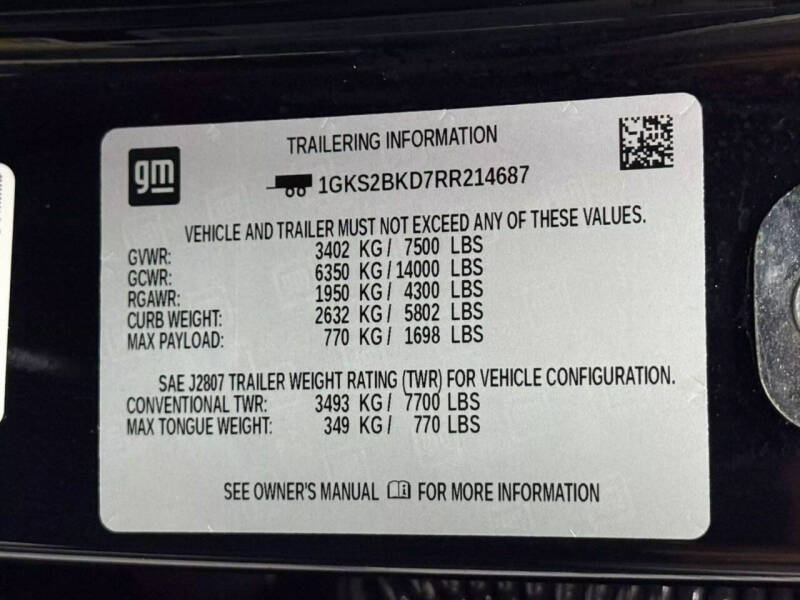 gm
TRAILERING INFORMATION
1GKS2BKD7RR214687
VEHICLE AND TRAILER MUST NOT EXCEED ANY OF THESE VALUES.
GVWR: 3402 KG / 7500 LBS
GCWR: 6350 KG / 14000 LBS
RGAWR: 1950 KG / 4300 LBS
CURB WEIGHT: 2632 KG / 5802 LBS
MAX PAYLOAD: 770 KG / 1698 LBS
SAE J2807 TRAILER WEIGHT RATING (TWR) FOR VEHICLE CONFIGURATION.
CONVENTIONAL TWR: 3493 KG / 7700 LBS
MAX TONGUE WEIGHT: 349 KG / 770 LBS
SEE OWNER'S MANUAL FOR MORE INFORMATION